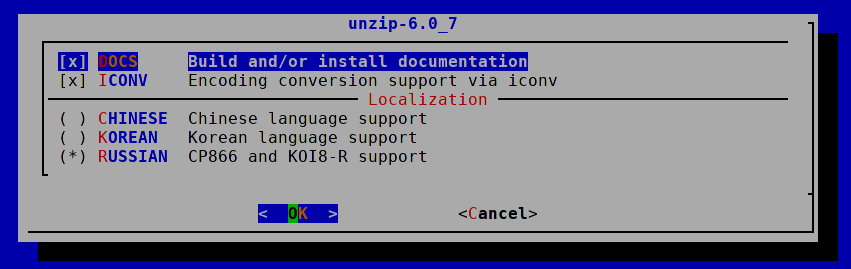 unzip-6.0_7
[x] DOCS Build and/or install documentation
[x] ICONV Encoding conversion support via iconv
Localization
( ) CHINESE Chinese language support
( ) KOREAN Korean language support
(*) RUSSIAN CP866 and KOI8-R support
< OK > <Cancel>